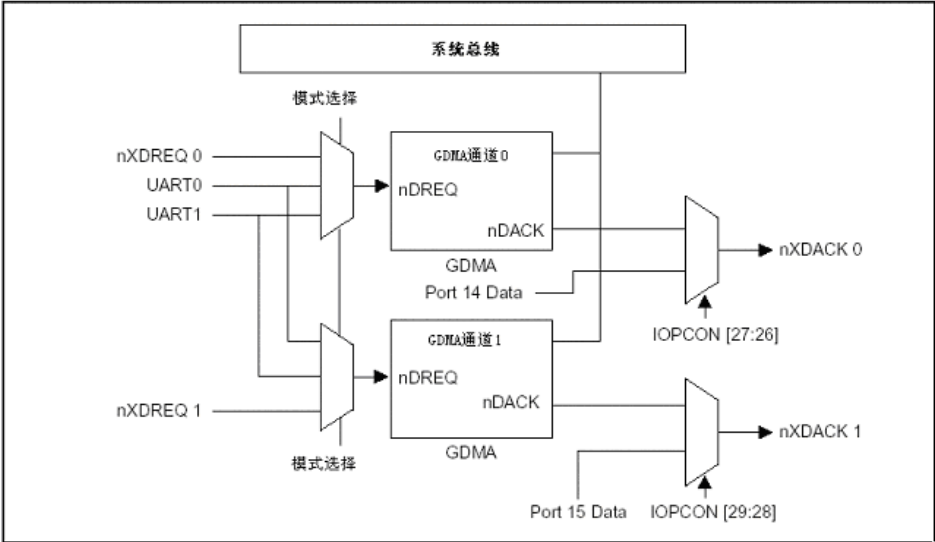 系统总线
模式选择
nXDREQ 0
UART0
UART1
GDMA通道0
nDREQ
nDACK
GDMA
Port 14 Data
nXDACK 0
IOPCON [27:26]
GDMA通道1
nDREQ
nDACK
GDMA
nXDREQ 1
模式选择
nXDACK 1
Port 15 Data
IOPCON [29:28]